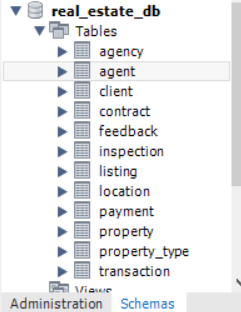 real_estate_db
Tables
agency
agent
client
contract
feedback
inspection
listing
location
payment
property
property_type
transaction
Views
Administration Schemas